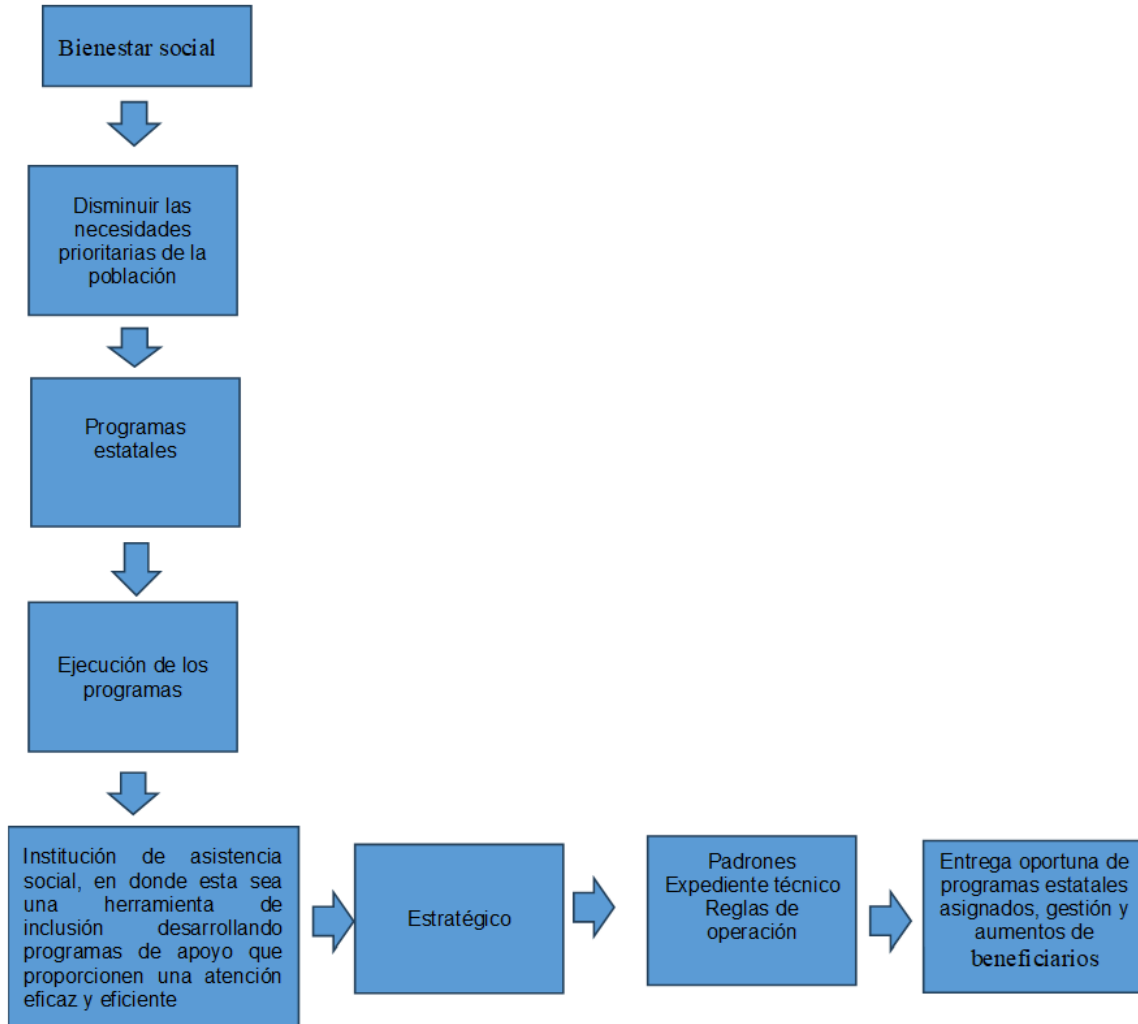 Bienestar social
Disminuir las
necesidades
prioritarias de la
población
Programas
estatales
Ejecución de los
programas
Institución de asistencia
social, en donde esta sea
una herramienta de
inclusión desarrollando
programas de apoyo que
proporcionen una atención
eficaz y eficiente
Estratégico
Padrones
Expediente técnico
Reglas de
operación
Entrega oportuna de
programas estatales
asignados, gestión y
aumentos de
beneficiarios